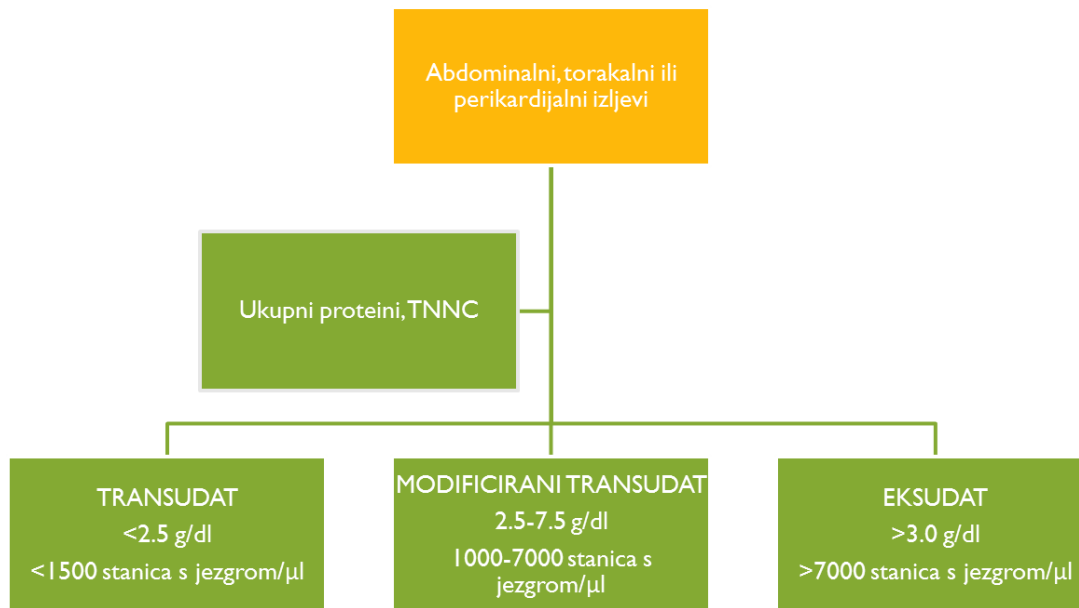 Abdominalni, torakalni ili
perikardijalni izljevi
Ukupni proteini, TNNC
TRANSUDAT
<2.5 g/dl
<1500 stanica s jezgrom/µl
MODIFICIRANI TRANSUDAT
2.5-7.5 g/dl
1000-7000 stanica s
jezgrom/µl
EKSUDAT
>3.0 g/dl
>7000 stanica s jezgrom/µl